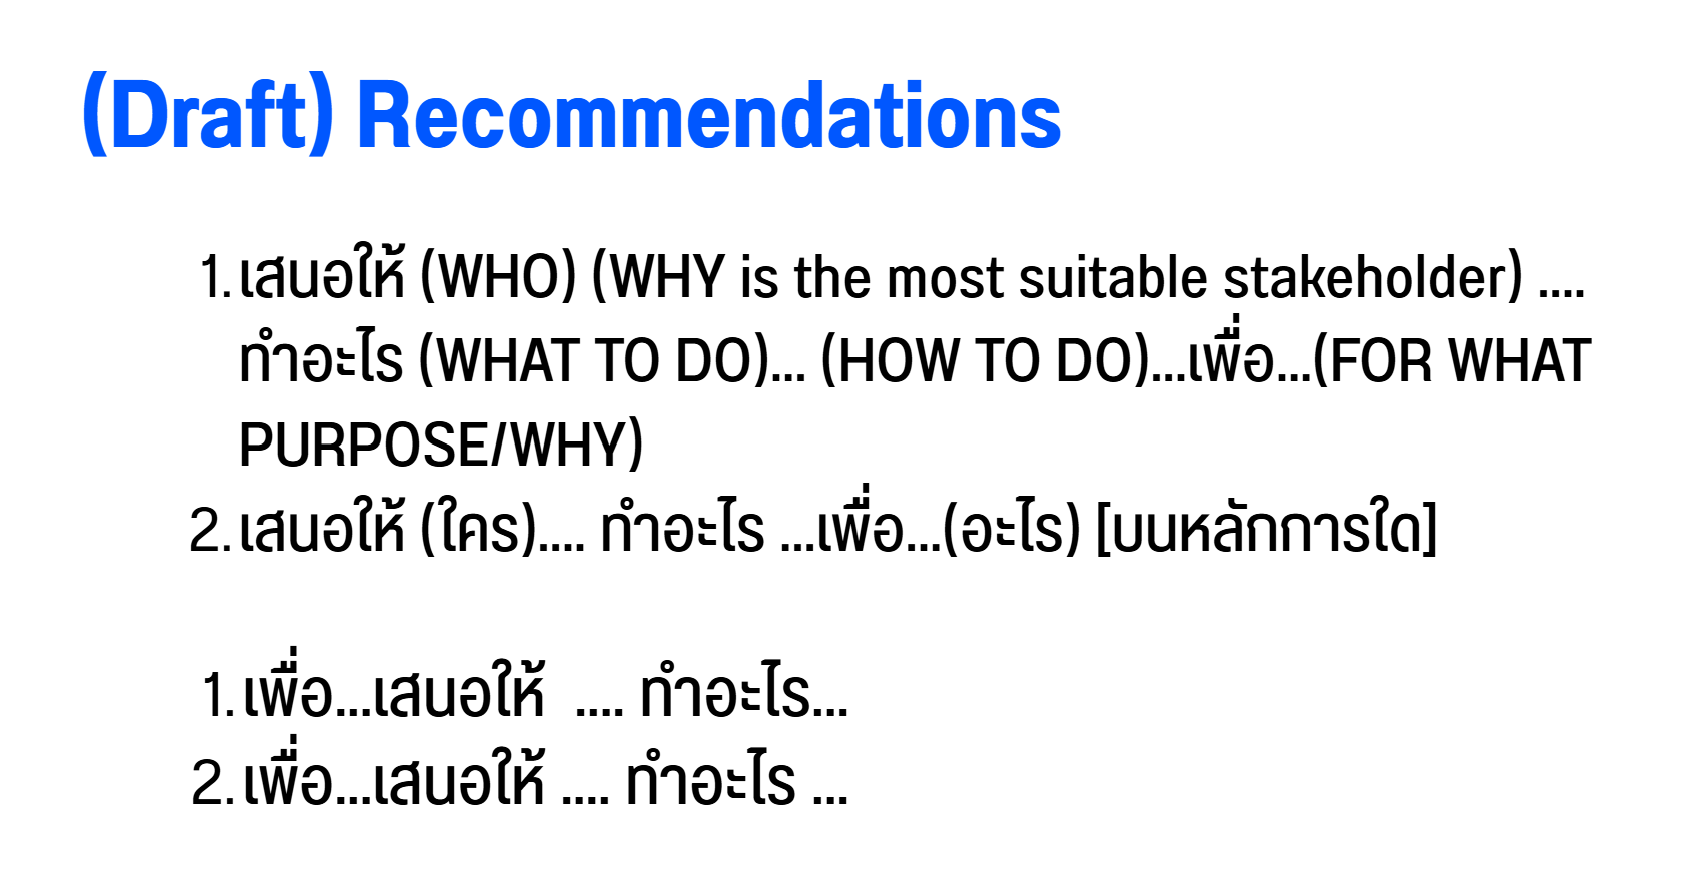 (Draft) Recommendations
1. เสนอให้ (WHO) (WHY is the most suitable stakeholder) ....
ทำอะไร (WHAT TO DO)... (HOW TO DO)...เพื่อ...(FOR WHAT
PURPOSE/WHY)
2. เสนอให้ (ใคร).... ทำอะไร ...เพื่อ...(อะไร) [บนหลักการใด]
1. เพื่อ...เสนอให้  .... ทำอะไร...
2. เพื่อ...เสนอให้ .... ทำอะไร ...